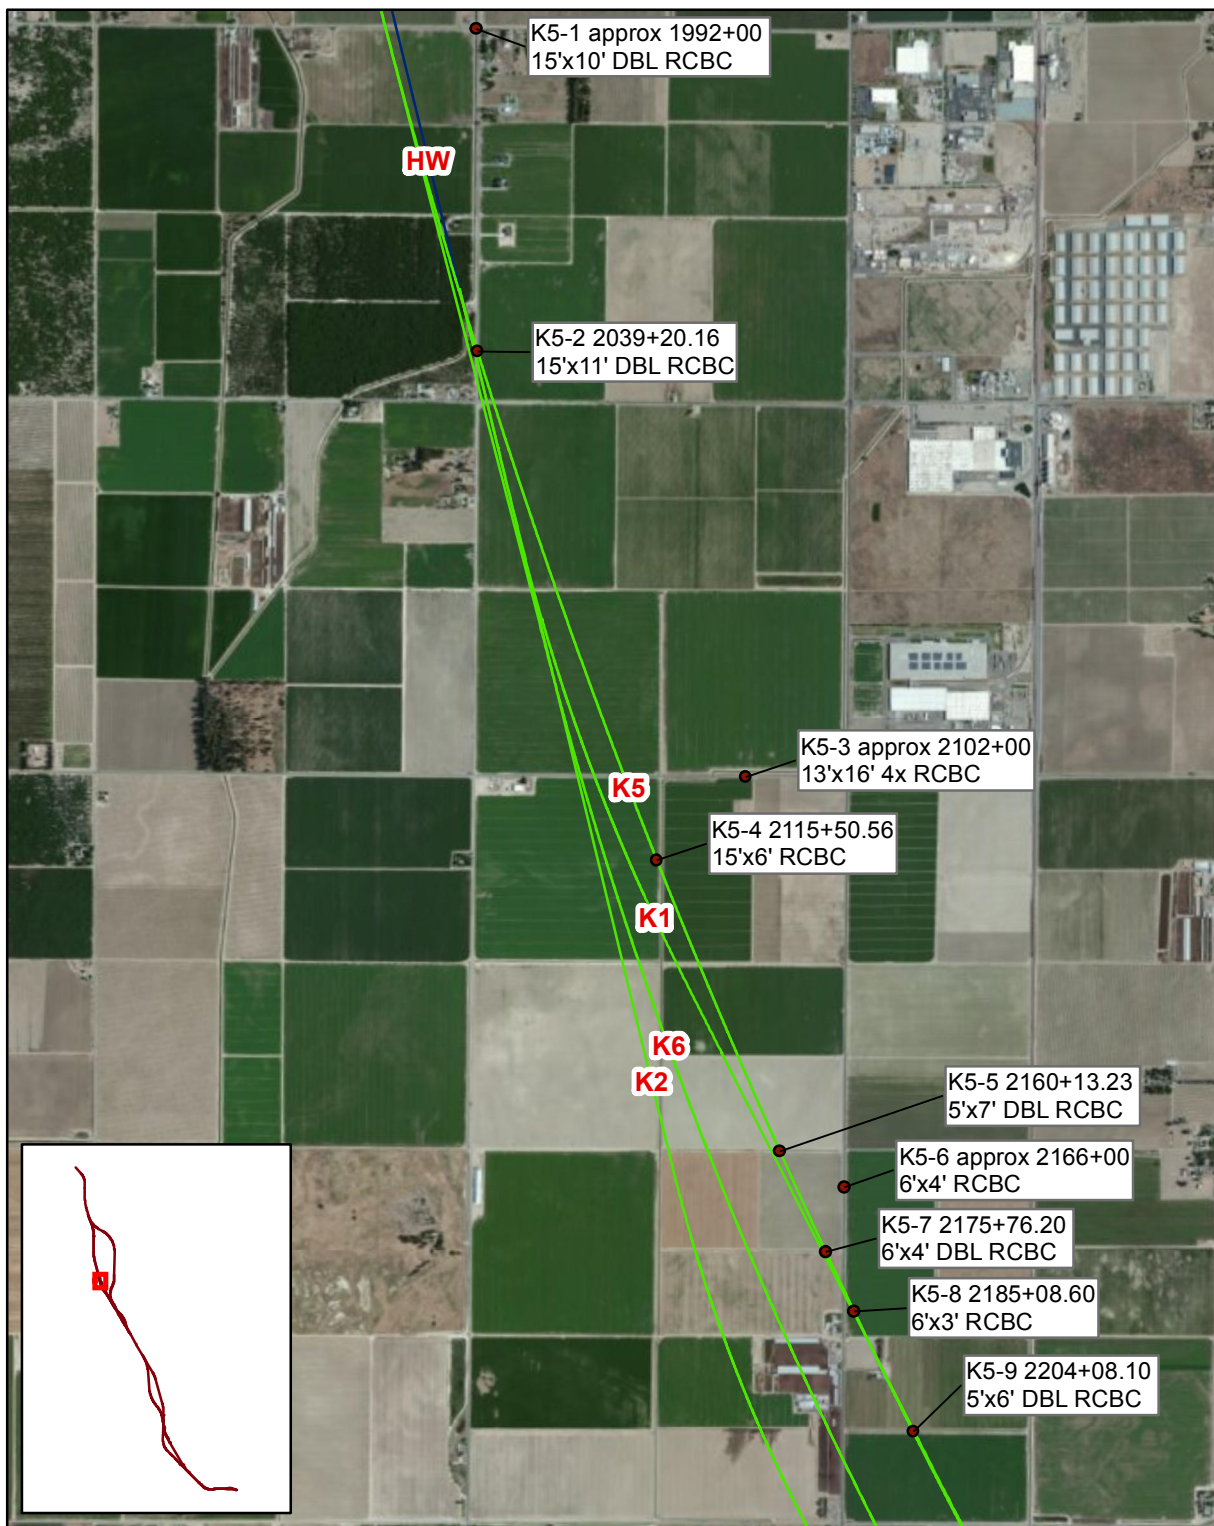 K5-1 approx 1992+00
15'x10' DBL RCBC
HW
K5-2 2039+20.16
15'x11' DBL RCBC
K5-3 approx 2102+00
13'x16' 4x RCBC
K5
K5-4 2115+50.56
15'x6' RCBC
K1
K6
K2
K5-5 2160+13.23
5'x7' DBL RCBC
K5-6 approx 2166+00
6'x4' RCBC
K5-7 2175+76.20
6'x4' DBL RCBC
K5-8 2185+08.60
6'x3' RCBC
K5-9 2204+08.10
5'x6' DBL RCBC